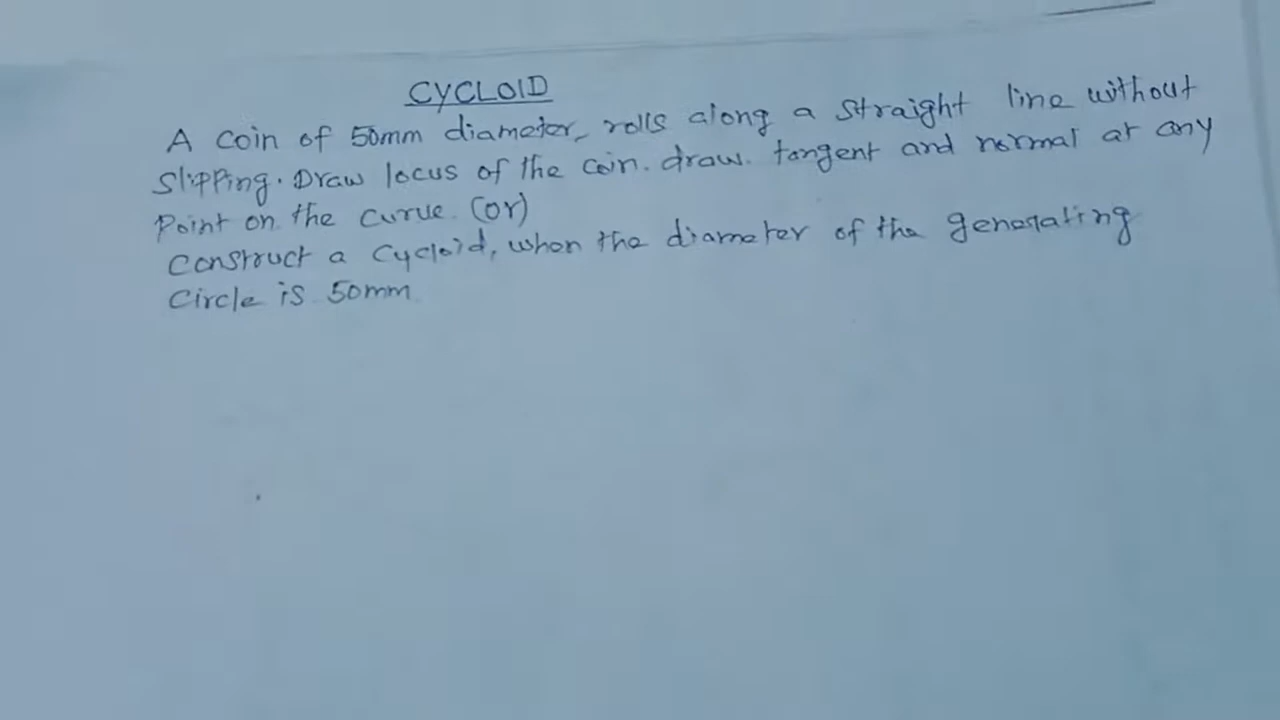 CYCLOID
A coin of 50mm diameter, rolls along a straight line without
slipping. Draw locus of the coin. draw. tangent and normal at any
point on the curve. (or)
construct a cycloid, when the diameter of the generating
circle is 50mm